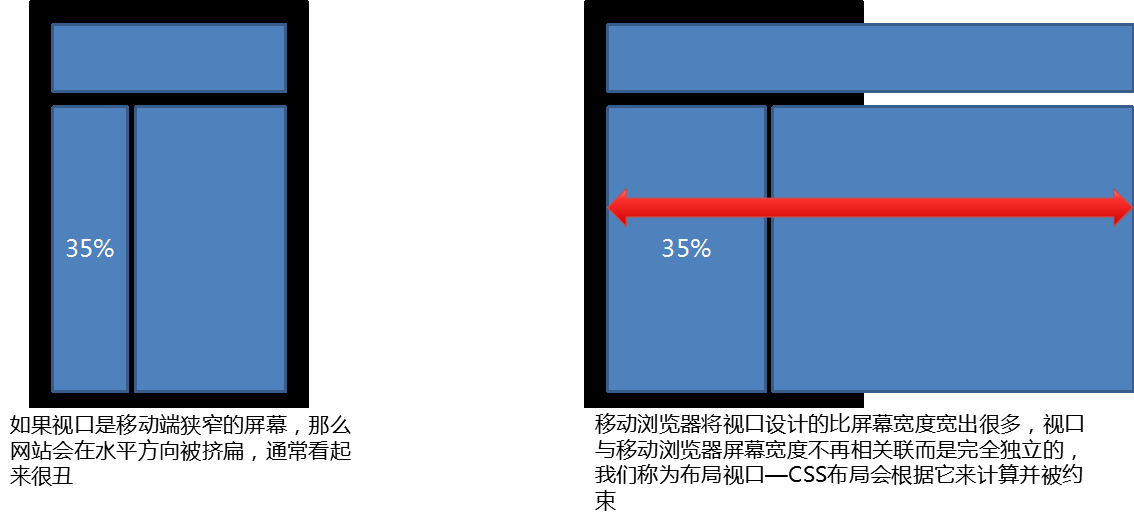 35%
如果视口是移动端狭窄的屏幕，那么
网站会在水平方向被挤扁，通常看起
来很丑
35%
移动浏览器将视口设计的比屏幕宽度宽出很多，视口
与移动浏览器屏幕宽度不再相关联而是完全独立的，
我们称为布局视口—CSS布局会根据它来计算并被约
束